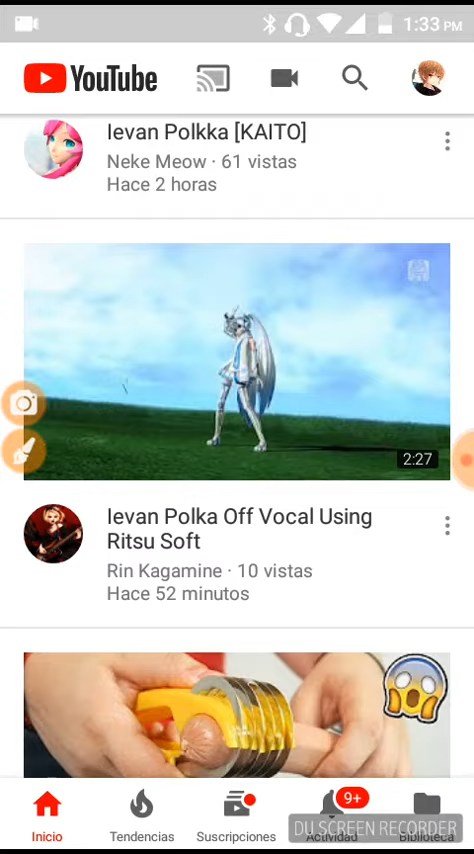 1:33 PM
YouTube
Ievan Polkka [KAITO]
Neke Meow · 61 vistas
Hace 2 horas
2:27
Ievan Polka Off Vocal Using
Ritsu Soft
Rin Kagamine · 10 vistas
Hace 52 minutos
9+
Inicio
Tendencias
Suscripciones
Actividad
Biblioteca
DU SCREEN RECORDER